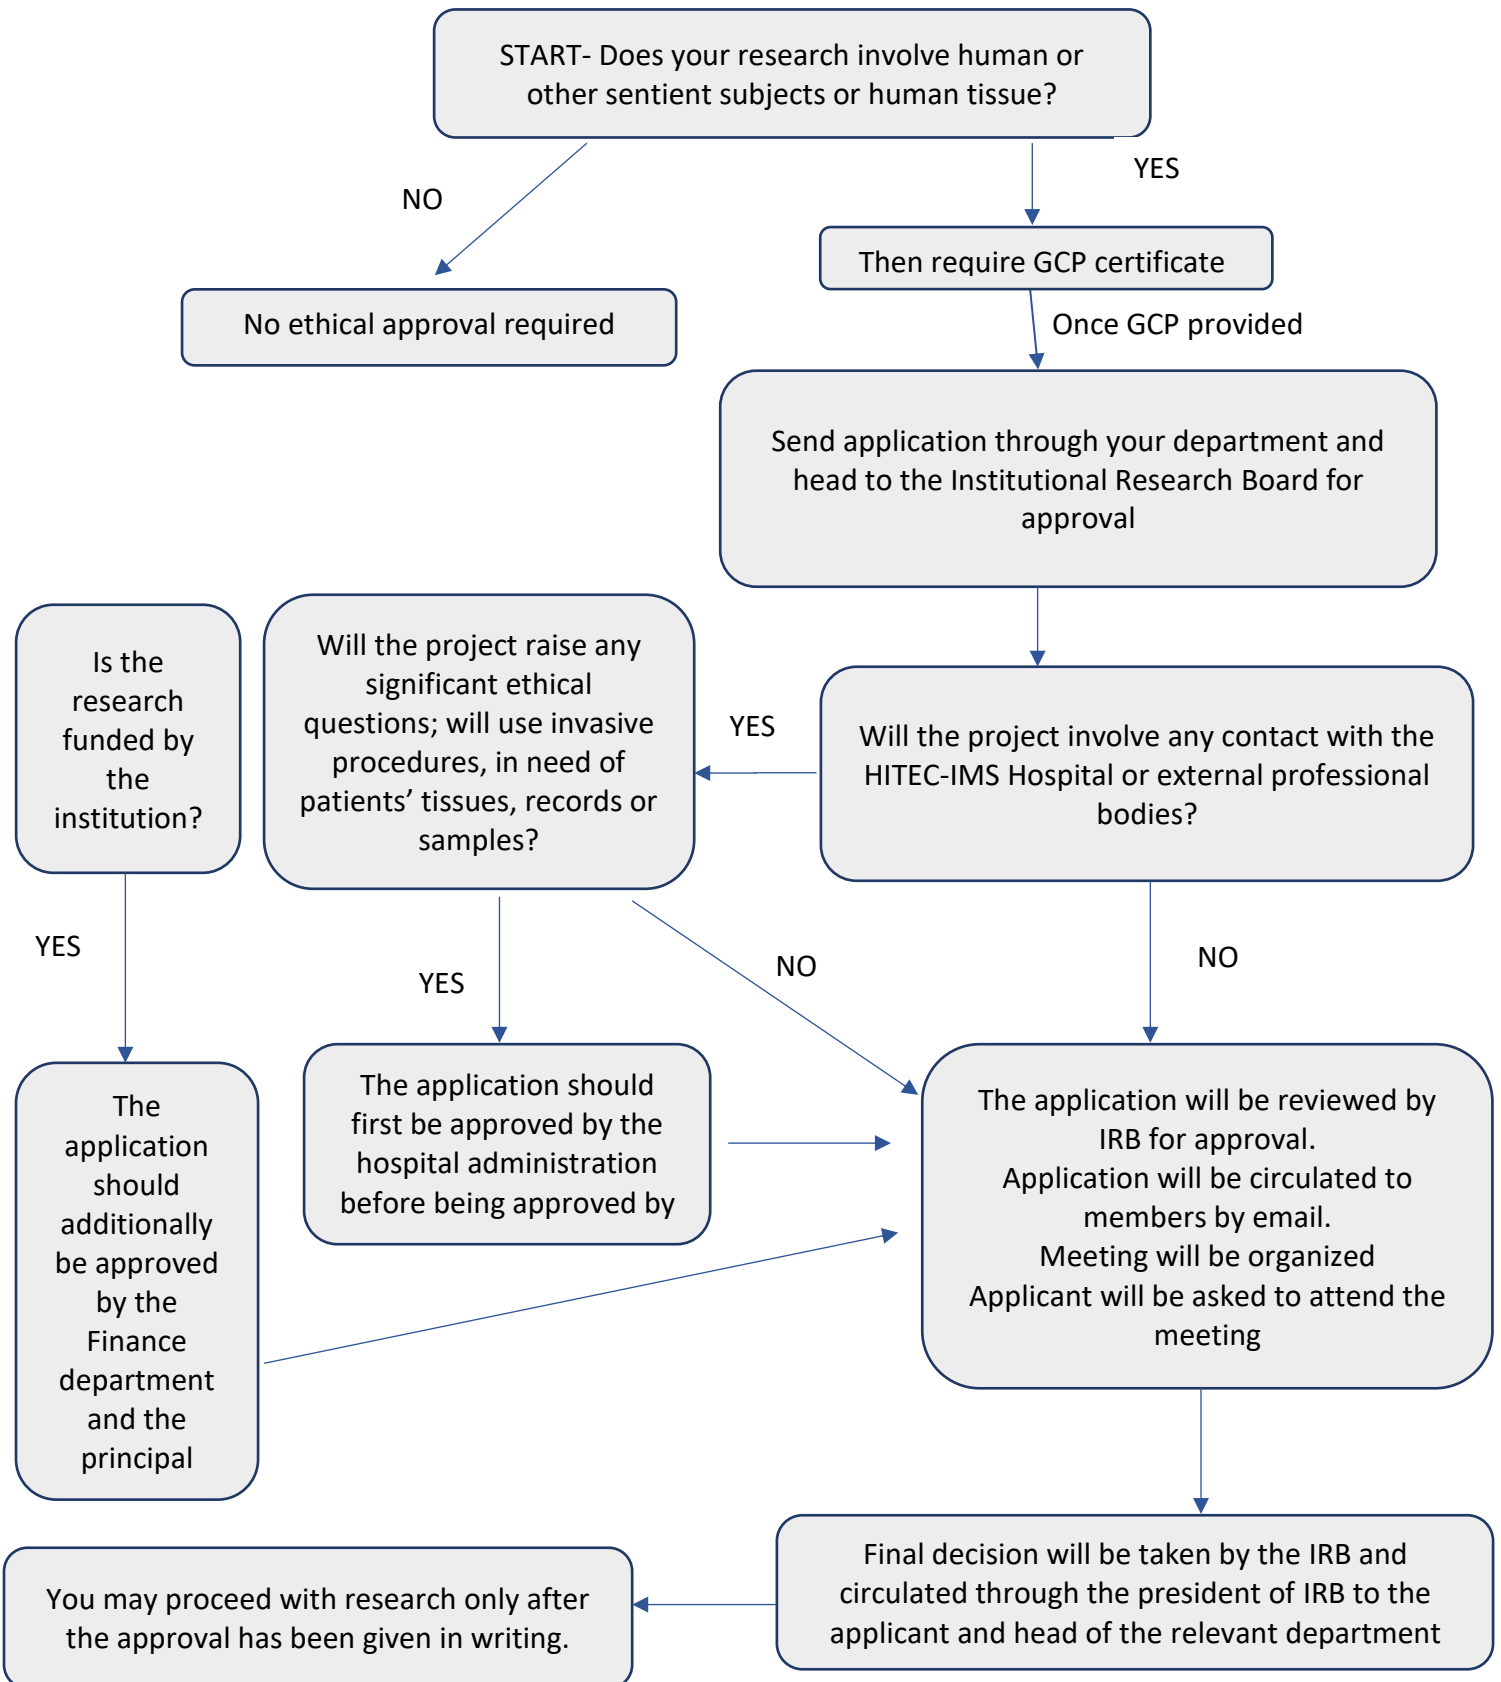 START- Does your research involve human or
other sentient subjects or human tissue?
NO
YES
Then require GCP certificate
No ethical approval required
Once GCP provided
Send application through your department and
head to the Institutional Research Board for
approval
Is the
research
funded by
the
institution?
Will the project raise any
significant ethical
questions; will use invasive
procedures, in need of
patients’ tissues, records or
samples?
YES
Will the project involve any contact with the
HITEC-IMS Hospital or external professional
bodies?
YES
YES
NO
NO
The
application
should
additionally
be approved
by the
Finance
department
and the
principal
The application should
first be approved by the
hospital administration
before being approved by
The application will be reviewed by
IRB for approval.
Application will be circulated to
members by email.
Meeting will be organized
Applicant will be asked to attend the
meeting
Final decision will be taken by the IRB and
circulated through the president of IRB to the
applicant and head of the relevant department
You may proceed with research only after
the approval has been given in writing.